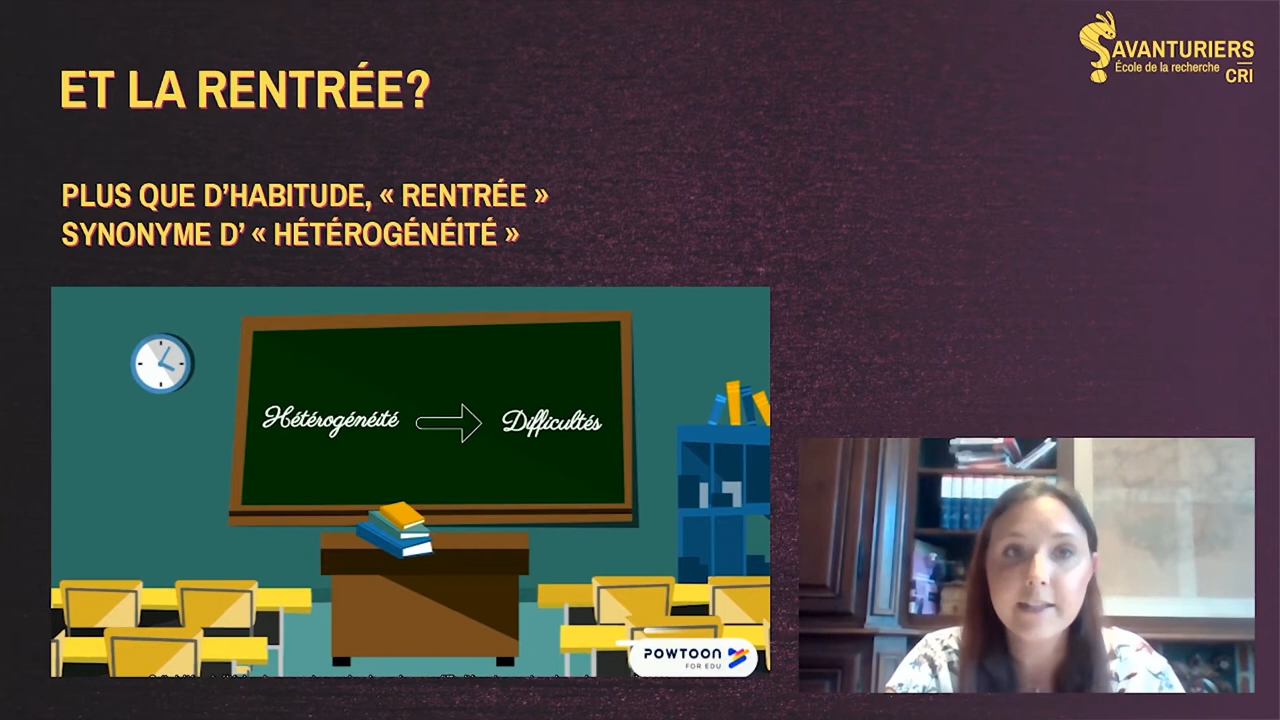 SAVANTURIERS
École de la recherche
CRI
ET LA RENTRÉE?
PLUS QUE D'HABITUDE, « RENTRÉE »
SYNONYME D' « HÉTÉROGÉNÉITÉ »
Hétérogénéité
Difficultés
POWTOON
FOR EDU